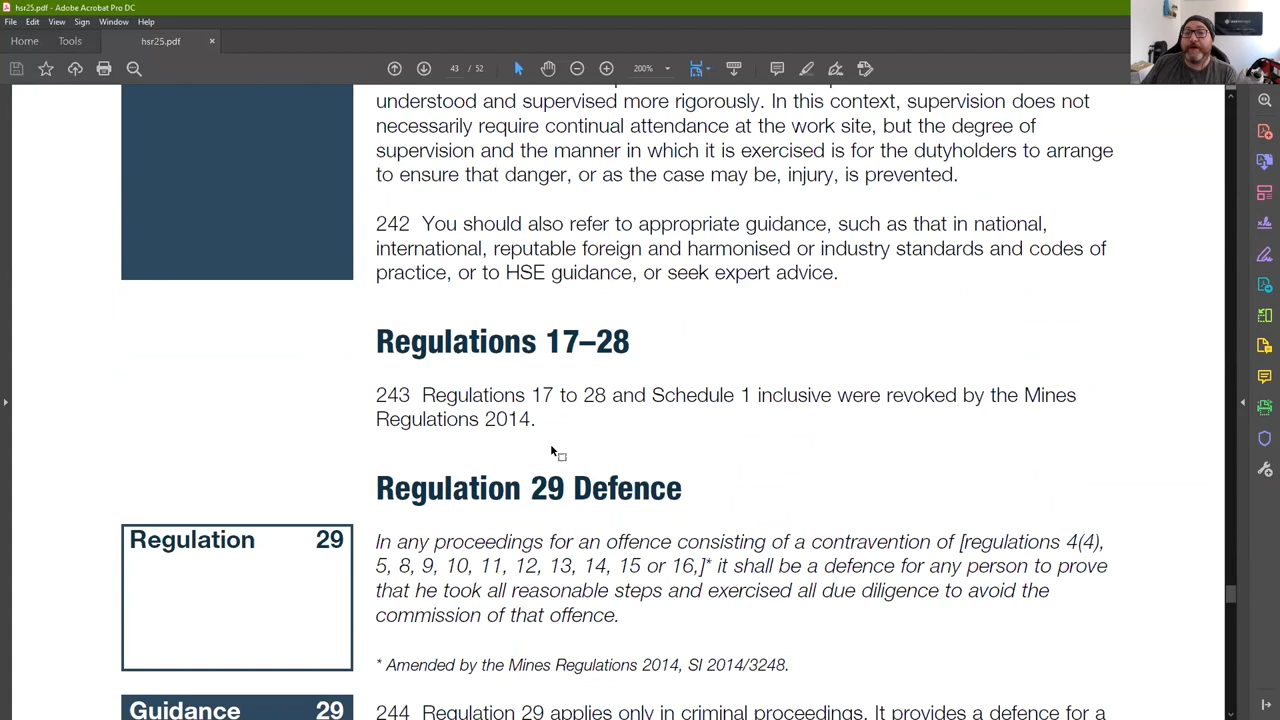 hsr25.pdf - Adobe Acrobat Pro DC
File Edit View Sign Window Help
Home Tools hsr25.pdf ×
43 / 52 200%
understood and supervised more rigorously. In this context, supervision does not
necessarily require continual attendance at the work site, but the degree of
supervision and the manner in which it is exercised is for the dutyholders to arrange
to ensure that danger, or as the case may be, injury, is prevented.
242 You should also refer to appropriate guidance, such as that in national,
international, reputable foreign and harmonised or industry standards and codes of
practice, or to HSE guidance, or seek expert advice.
Regulations 17–28
243 Regulations 17 to 28 and Schedule 1 inclusive were revoked by the Mines
Regulations 2014.
Regulation 29 Defence
Regulation 29
In any proceedings for an offence consisting of a contravention of [regulations 4(4),
5, 8, 9, 10, 11, 12, 13, 14, 15 or 16,]* it shall be a defence for any person to prove
that he took all reasonable steps and exercised all due diligence to avoid the
commission of that offence.
* Amended by the Mines Regulations 2014, SI 2014/3248.
Guidance 29
244 Regulation 29 applies only in criminal proceedings. It provides a defence for a